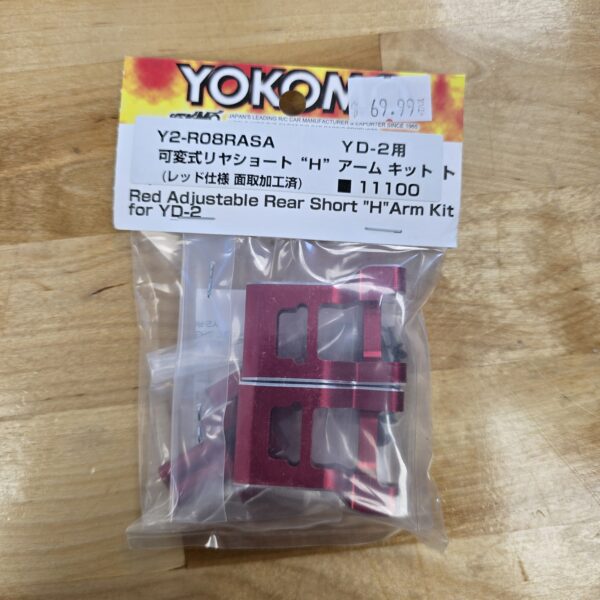 YOKOM
69.99
JAPAN'S LEADING R/C CAR MANUFACTURER & EXPORTER SINCE 1965
Y2-R08RASA YD-2用
可変式リヤショート “H” アーム キット ト
(レッド仕様 面取加工済) ■11100
Red Adjustable Rear Short "H"Arm Kit
for YD-2